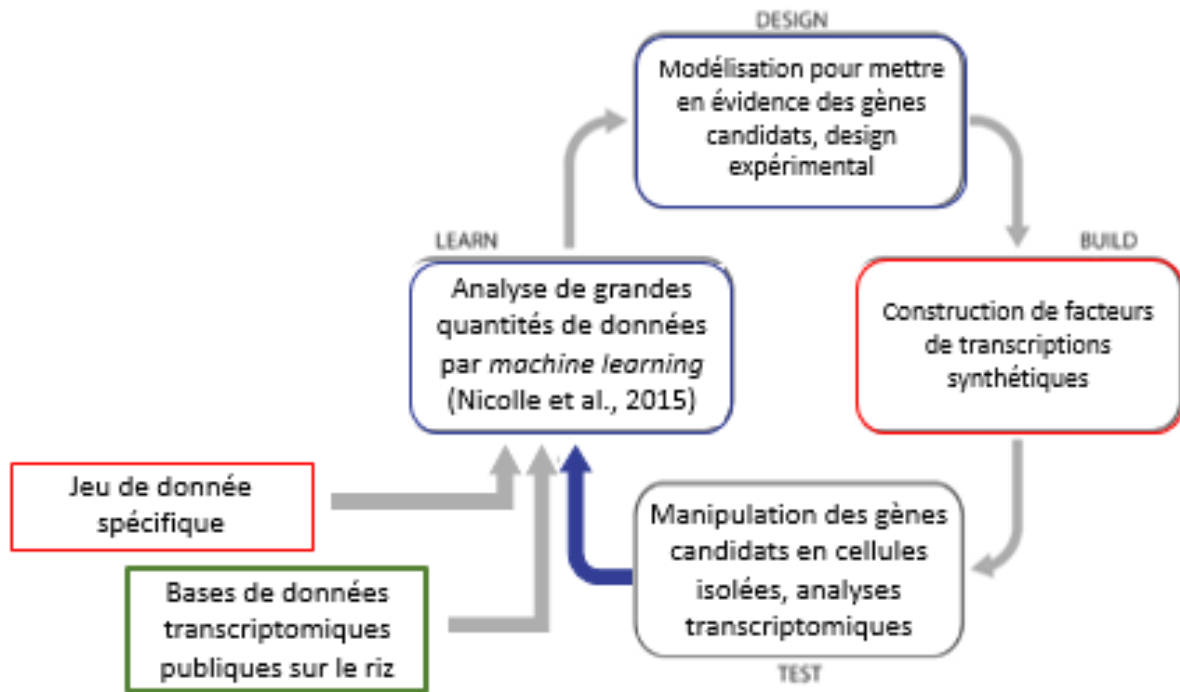 DESIGN
Modélisation pour mettre
en évidence des gènes
candidats, design
expérimental
LEARN
Analyse de grandes
quantités de données
par machine learning
(Nicolle et al., 2015)
BUILD
Construction de facteurs
de transcriptions
synthétiques
Jeu de donnée
spécifique
Bases de données
transcriptomiques
publiques sur le riz
Manipulation des gènes
candidats en cellules
isolées, analyses
transcriptomiques
TEST